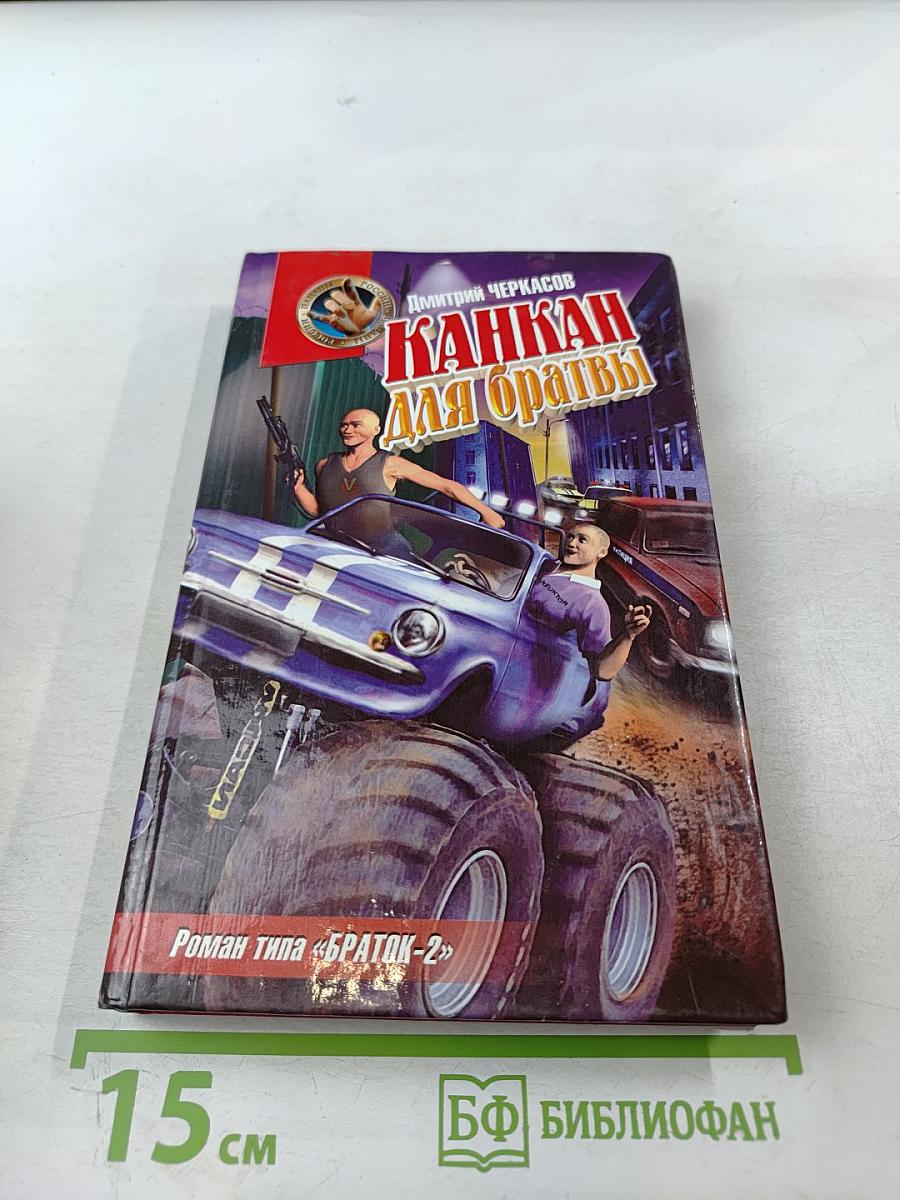 Дмитрий ЧЕРКАСОВ
КАНКАН
для братвы
Роман типа «БРАТОК-2»
15 см
БФ БИБЛИОФАН